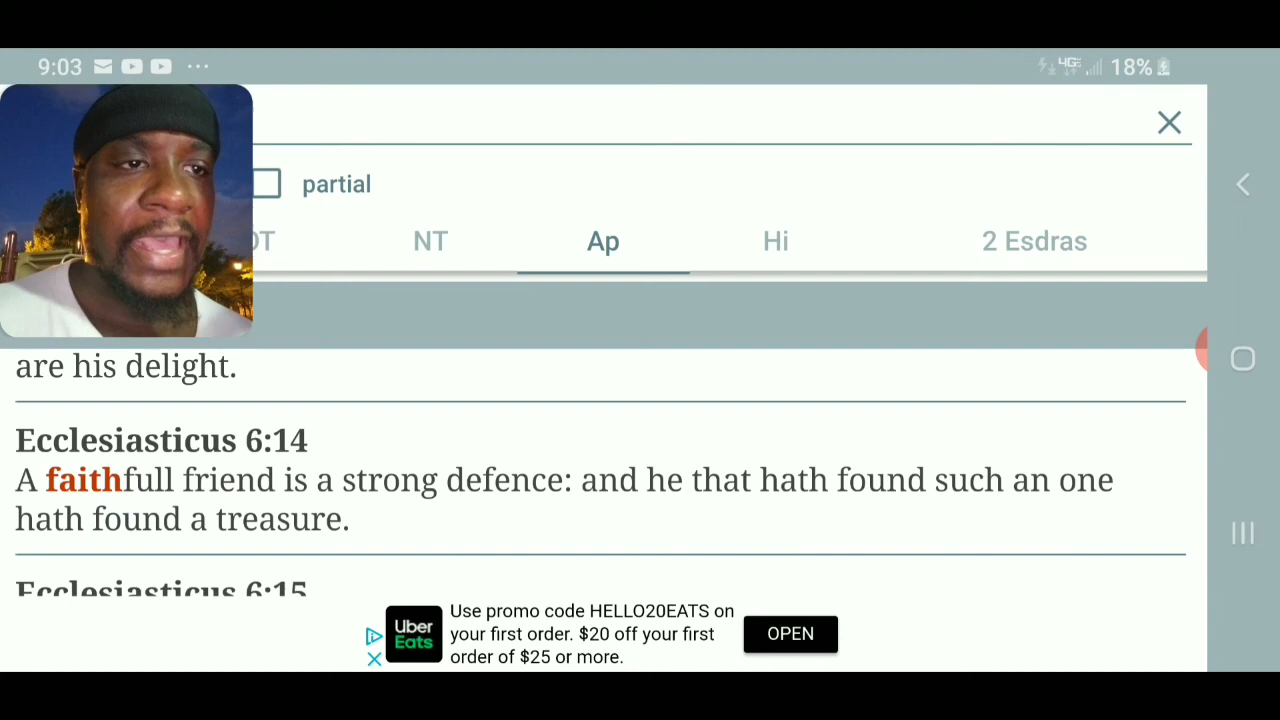 9:03
4G
18%
partial
OT NT Ap Hi 2 Esdras
are his delight.
Ecclesiasticus 6:14
A faithfull friend is a strong defence: and he that hath found such an one
hath found a treasure.
Ecclesiasticus 6:15
Uber
Eats
Use promo code HELLO20EATS on
your first order. $20 off your first
order of $25 or more.
OPEN